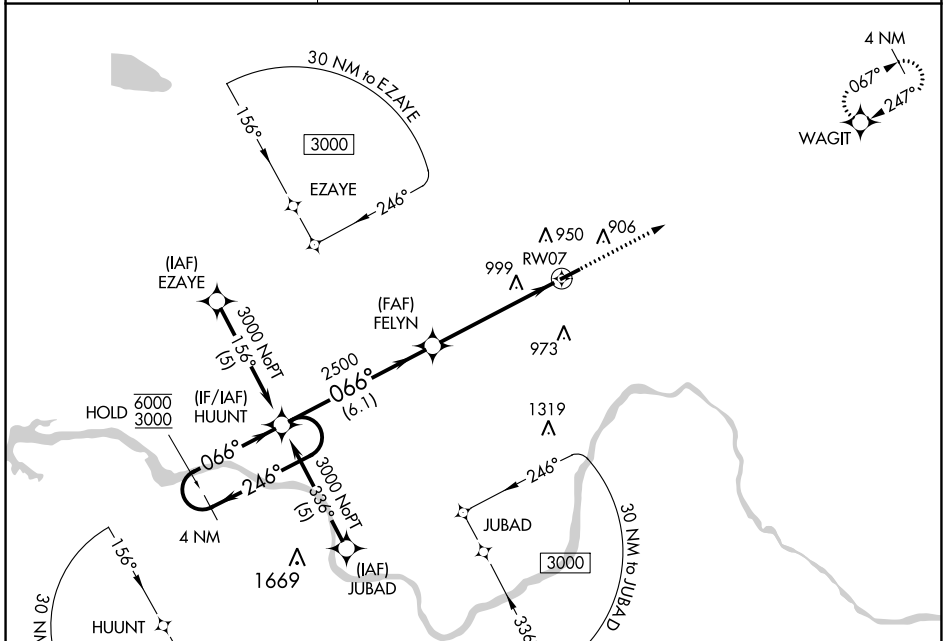 4 NM
067°
247°
WAGIT
30 NM to EZAYE
156°
3000
EZAYE
246°
950
906
RW07
999
(IAF)
EZAYE
3000 NoPT
156°
(5)
(FAF)
FELYN
973
2500
066°
(6.1)
(IF/IAF)
HUUNT
HOLD
6000
3000
066°
246°
4 NM
1319
3000 NoPT
336°
(5)
(IAF)
JUBAD
1669
246°
JUBAD
3000
30 NM to JUBAD
336°
156°
HUUNT
30 NM